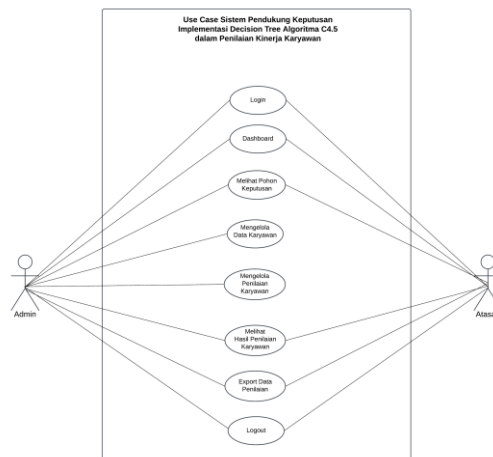 Use Case Sistem Pendukung Keputusan
Implementasi Decision Tree Algoritma C4.5
dalam Penilaian Kinerja Karyawan
Login
Dashboard
Melihat Pohon
Keputusan
Mengelola
Data Karyawan
Mengelola
Penilaian
Karyawan
Admin
Melihat
Hasil Penilaian
Karyawan
Export Data
Penilaian
Logout